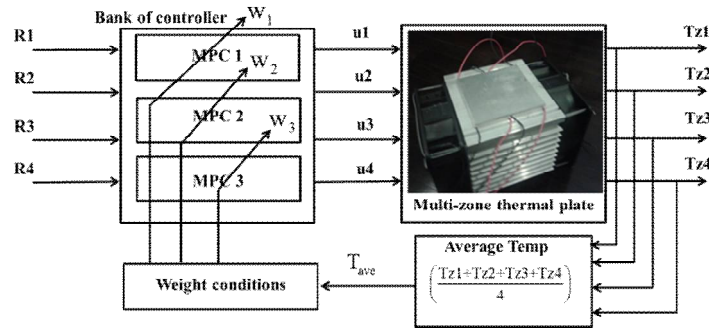 Bank of controller
W1
R1
R2
R3
R4
MPC 1
W2
MPC 2
W3
MPC 3
u1
u2
u3
u4
Multi-zone thermal plate
Tz1
Tz2
Tz3
Tz4
Weight conditions
Tave
Average Temp
(Tz1+Tz2+Tz3+Tz4
4)